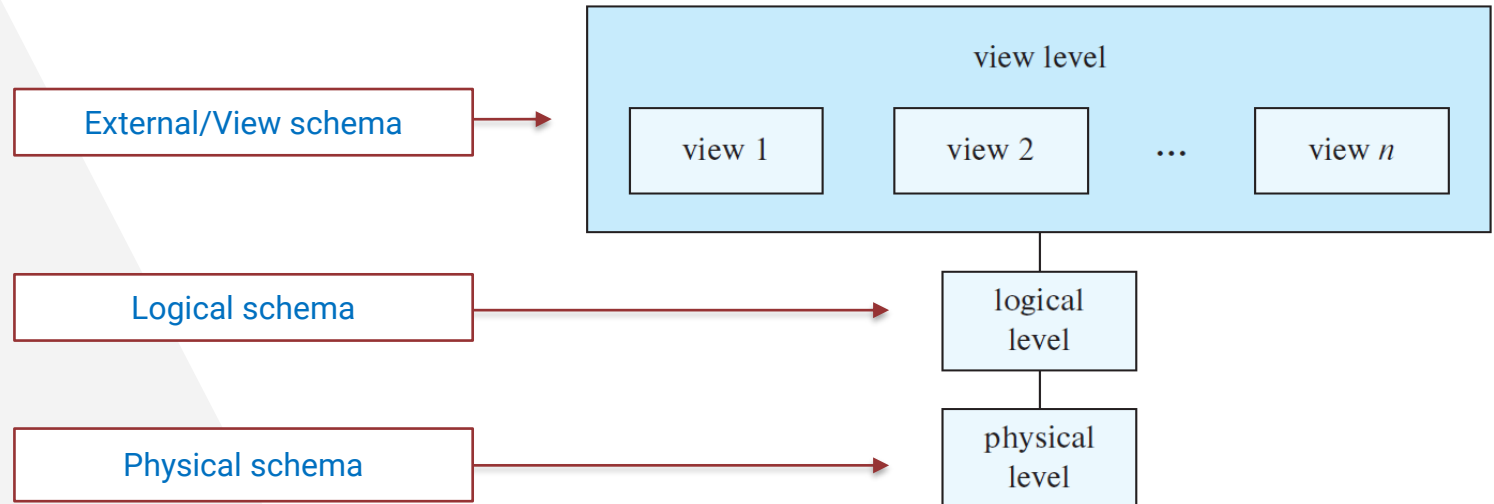 view level
External/View schema
view 1
view 2
...
view n
Logical schema
logical
level
Physical schema
physical
level